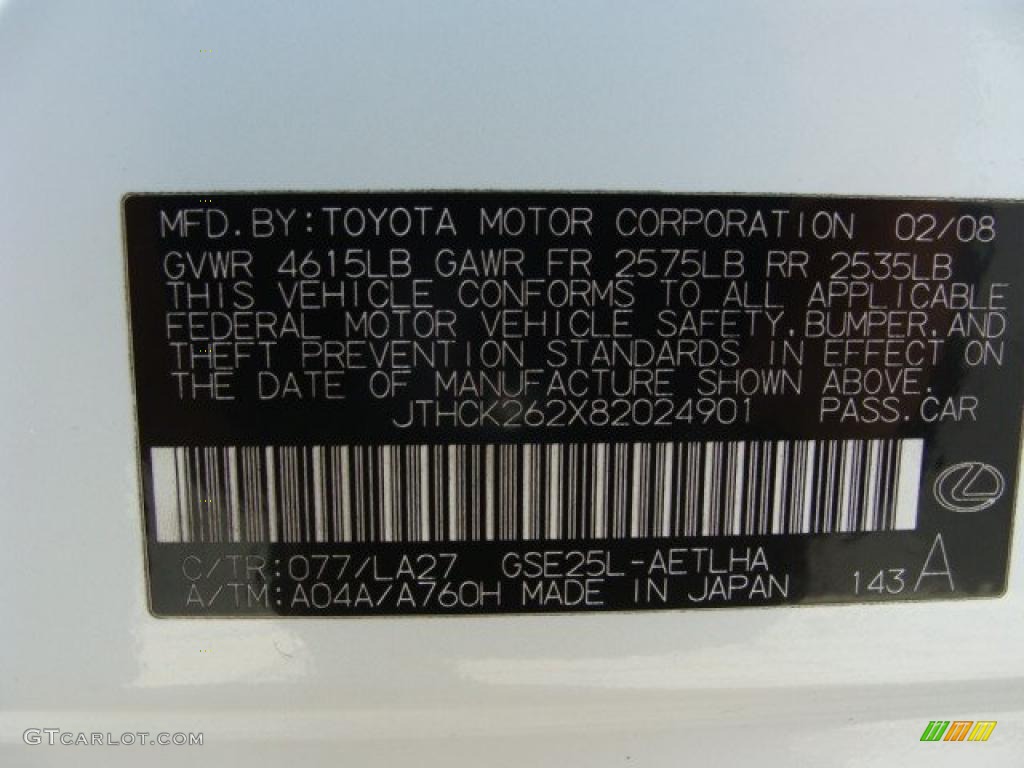 MFD. BY: TOYOTA MOTOR CORPORATION 02/08
GVWR 4615LB GAWR FR 2575LB RR 2535LB
THIS VEHICLE CONFORMS TO ALL APPLICABLE
FEDERAL MOTOR VEHICLE SAFETY, BUMPER, AND
THEFT PREVENTION STANDARDS IN EFFECT ON
THE DATE OF MANUFACTURE SHOWN ABOVE.
JTHCK262X82024901 PASS. CAR
C/TR: 077/LA27 GSE25L-AETLHA
A/TM: A04A/A760H MADE IN JAPAN 143 A
GTCARLOT.COM